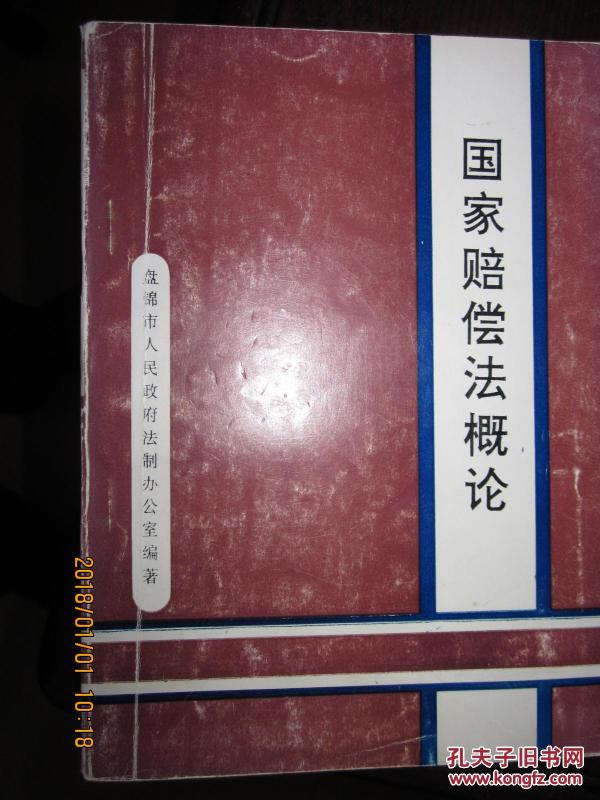 国家赔偿法概论
盘锦市人民政府法制办公室编著
2018/01/01 10:18
孔夫子旧书网
www.kongfz.com